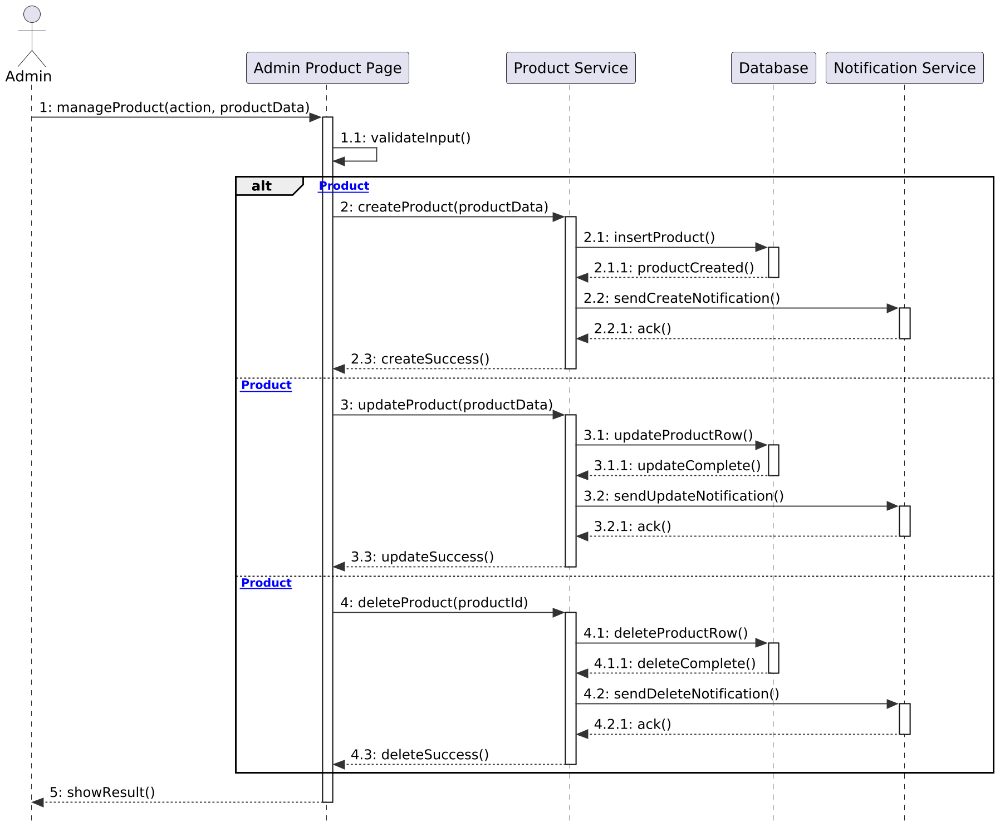 Admin
Admin Product Page
Product Service
Database
Notification Service
1: manageProduct(action, productData)
1.1: validateInput()
alt
Product
2: createProduct(productData)
2.1: insertProduct()
2.1.1: productCreated()
2.2: sendCreateNotification()
2.2.1: ack()
2.3: createSuccess()
Product
3: updateProduct(productData)
3.1: updateProductRow()
3.1.1: updateComplete()
3.2: sendUpdateNotification()
3.2.1: ack()
3.3: updateSuccess()
Product
4: deleteProduct(productId)
4.1: deleteProductRow()
4.1.1: deleteComplete()
4.2: sendDeleteNotification()
4.2.1: ack()
4.3: deleteSuccess()
5: showResult()